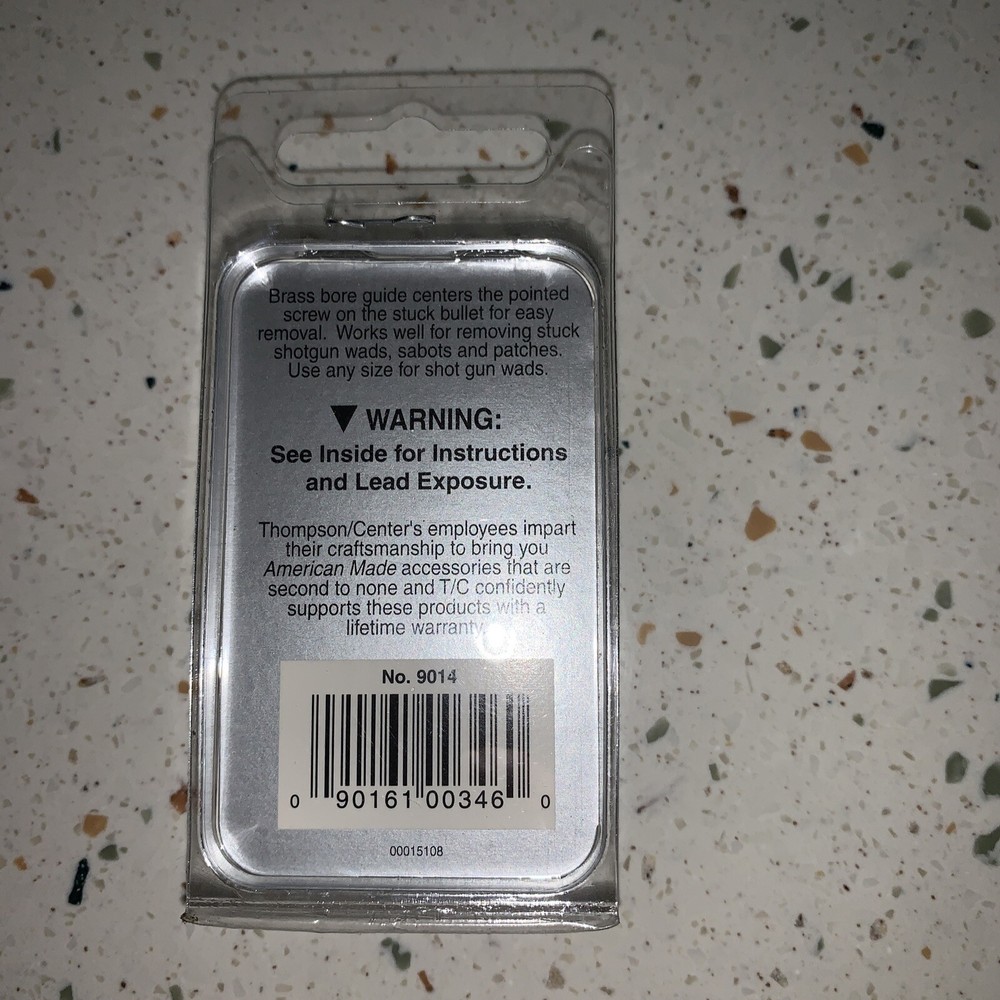 Brass bore guide centers the pointed
screw on the stuck bullet for easy
removal. Works well for removing stuck
shotgun wads, sabots and patches.
Use any size for shot gun wads.
▼ WARNING:
See Inside for Instructions
and Lead Exposure.
Thompson/Center's employees impart
their craftsmanship to bring you
American Made accessories that are
second to none and T/C confidently
supports these products with a
lifetime warranty.
No. 9014
0 90161 00346 0
00015108